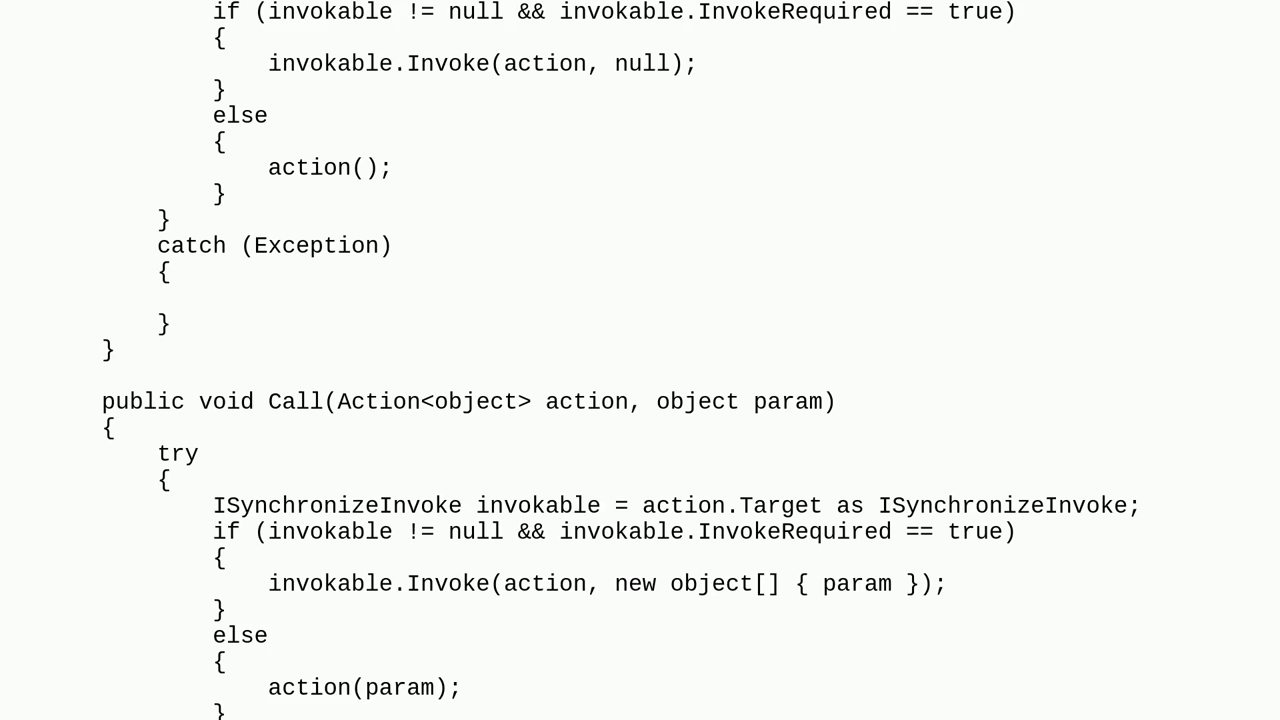 if (invokable != null && invokable.InvokeRequired == true)
{
invokable.Invoke(action, null);
}
else
{
action();
}
}
catch (Exception)
{
}
}
public void Call(Action<object> action, object param)
{
try
{
ISynchronizeInvoke invokable = action.Target as ISynchronizeInvoke;
if (invokable != null && invokable.InvokeRequired == true)
{
invokable.Invoke(action, new object[] { param });
}
else
{
action(param);
}